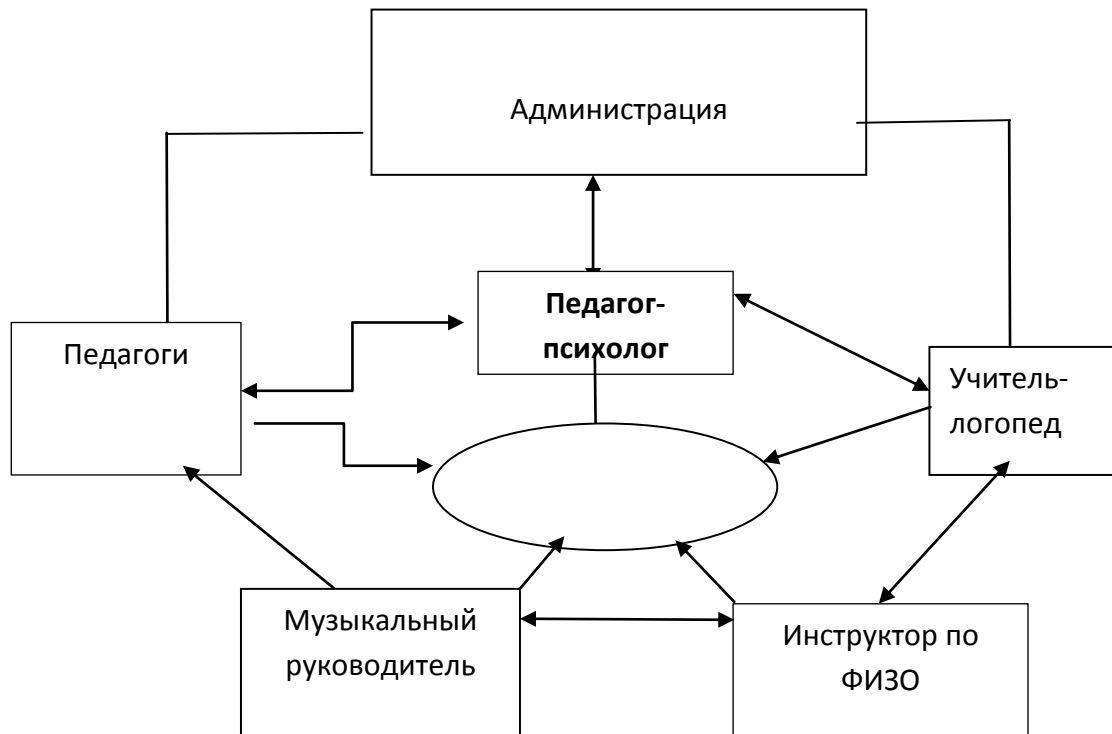 Администрация
Педагог-
психолог
Педагоги
Учитель-
логопед
Музыкальный
руководитель
Инструктор по
ФИЗО